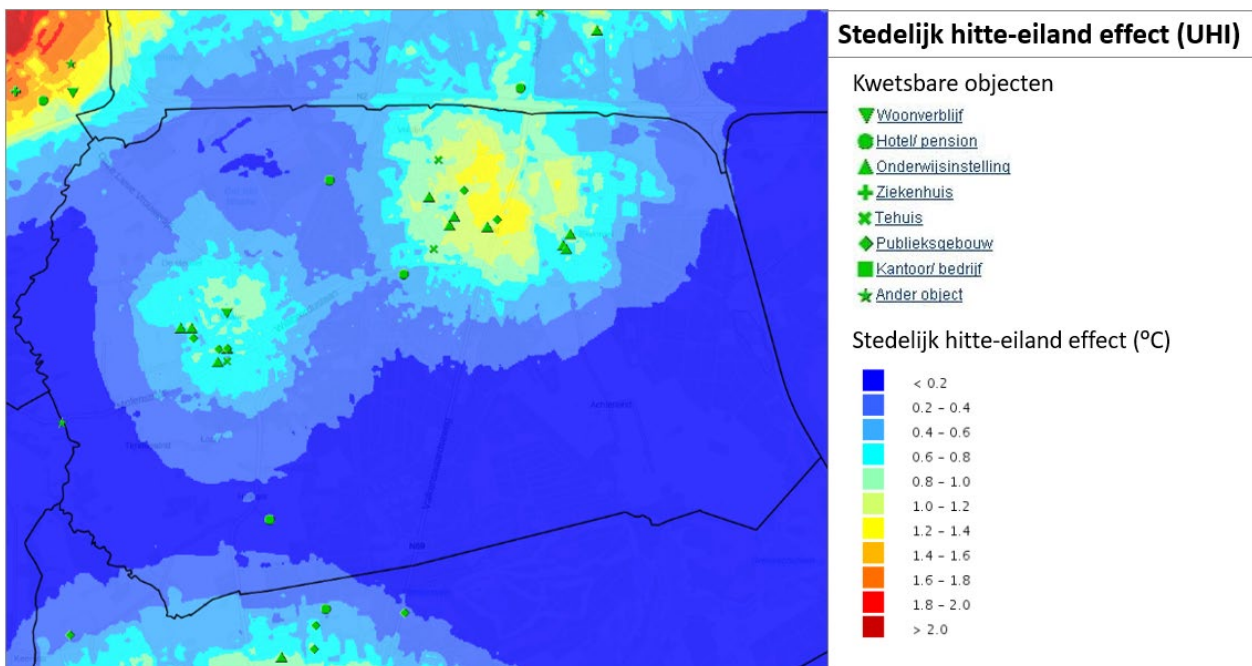 Stedelijk hitte-eiland effect (UHI)
Kwetsbare objecten
Woonverblijf
Hotel/ pension
Onderwijsinstelling
Ziekenhuis
Tehuis
Publieksgebouw
Kantoor/ bedrijf
Ander object
Stedelijk hitte-eiland effect (ºC)
< 0.2
0.2 – 0.4
0.4 – 0.6
0.6 – 0.8
0.8 – 1.0
1.0 – 1.2
1.2 – 1.4
1.4 – 1.6
1.6 – 1.8
1.8 – 2.0
> 2.0
N2
N69